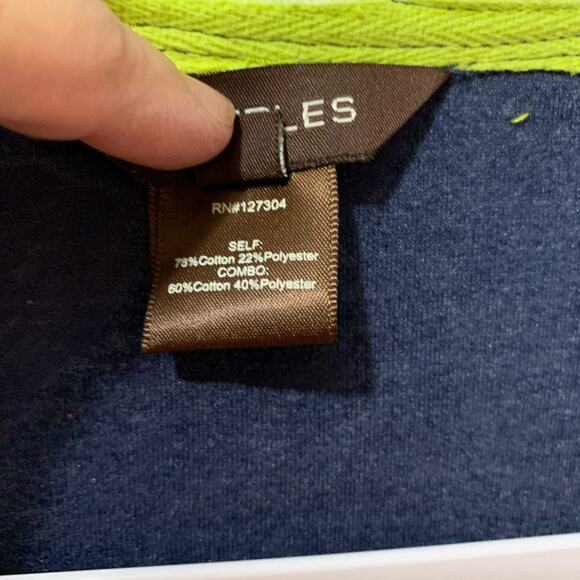 RN#127304
SELF:
78%Cotton 22%Polyester
COMBO:
60%Cotton 40%Polyester